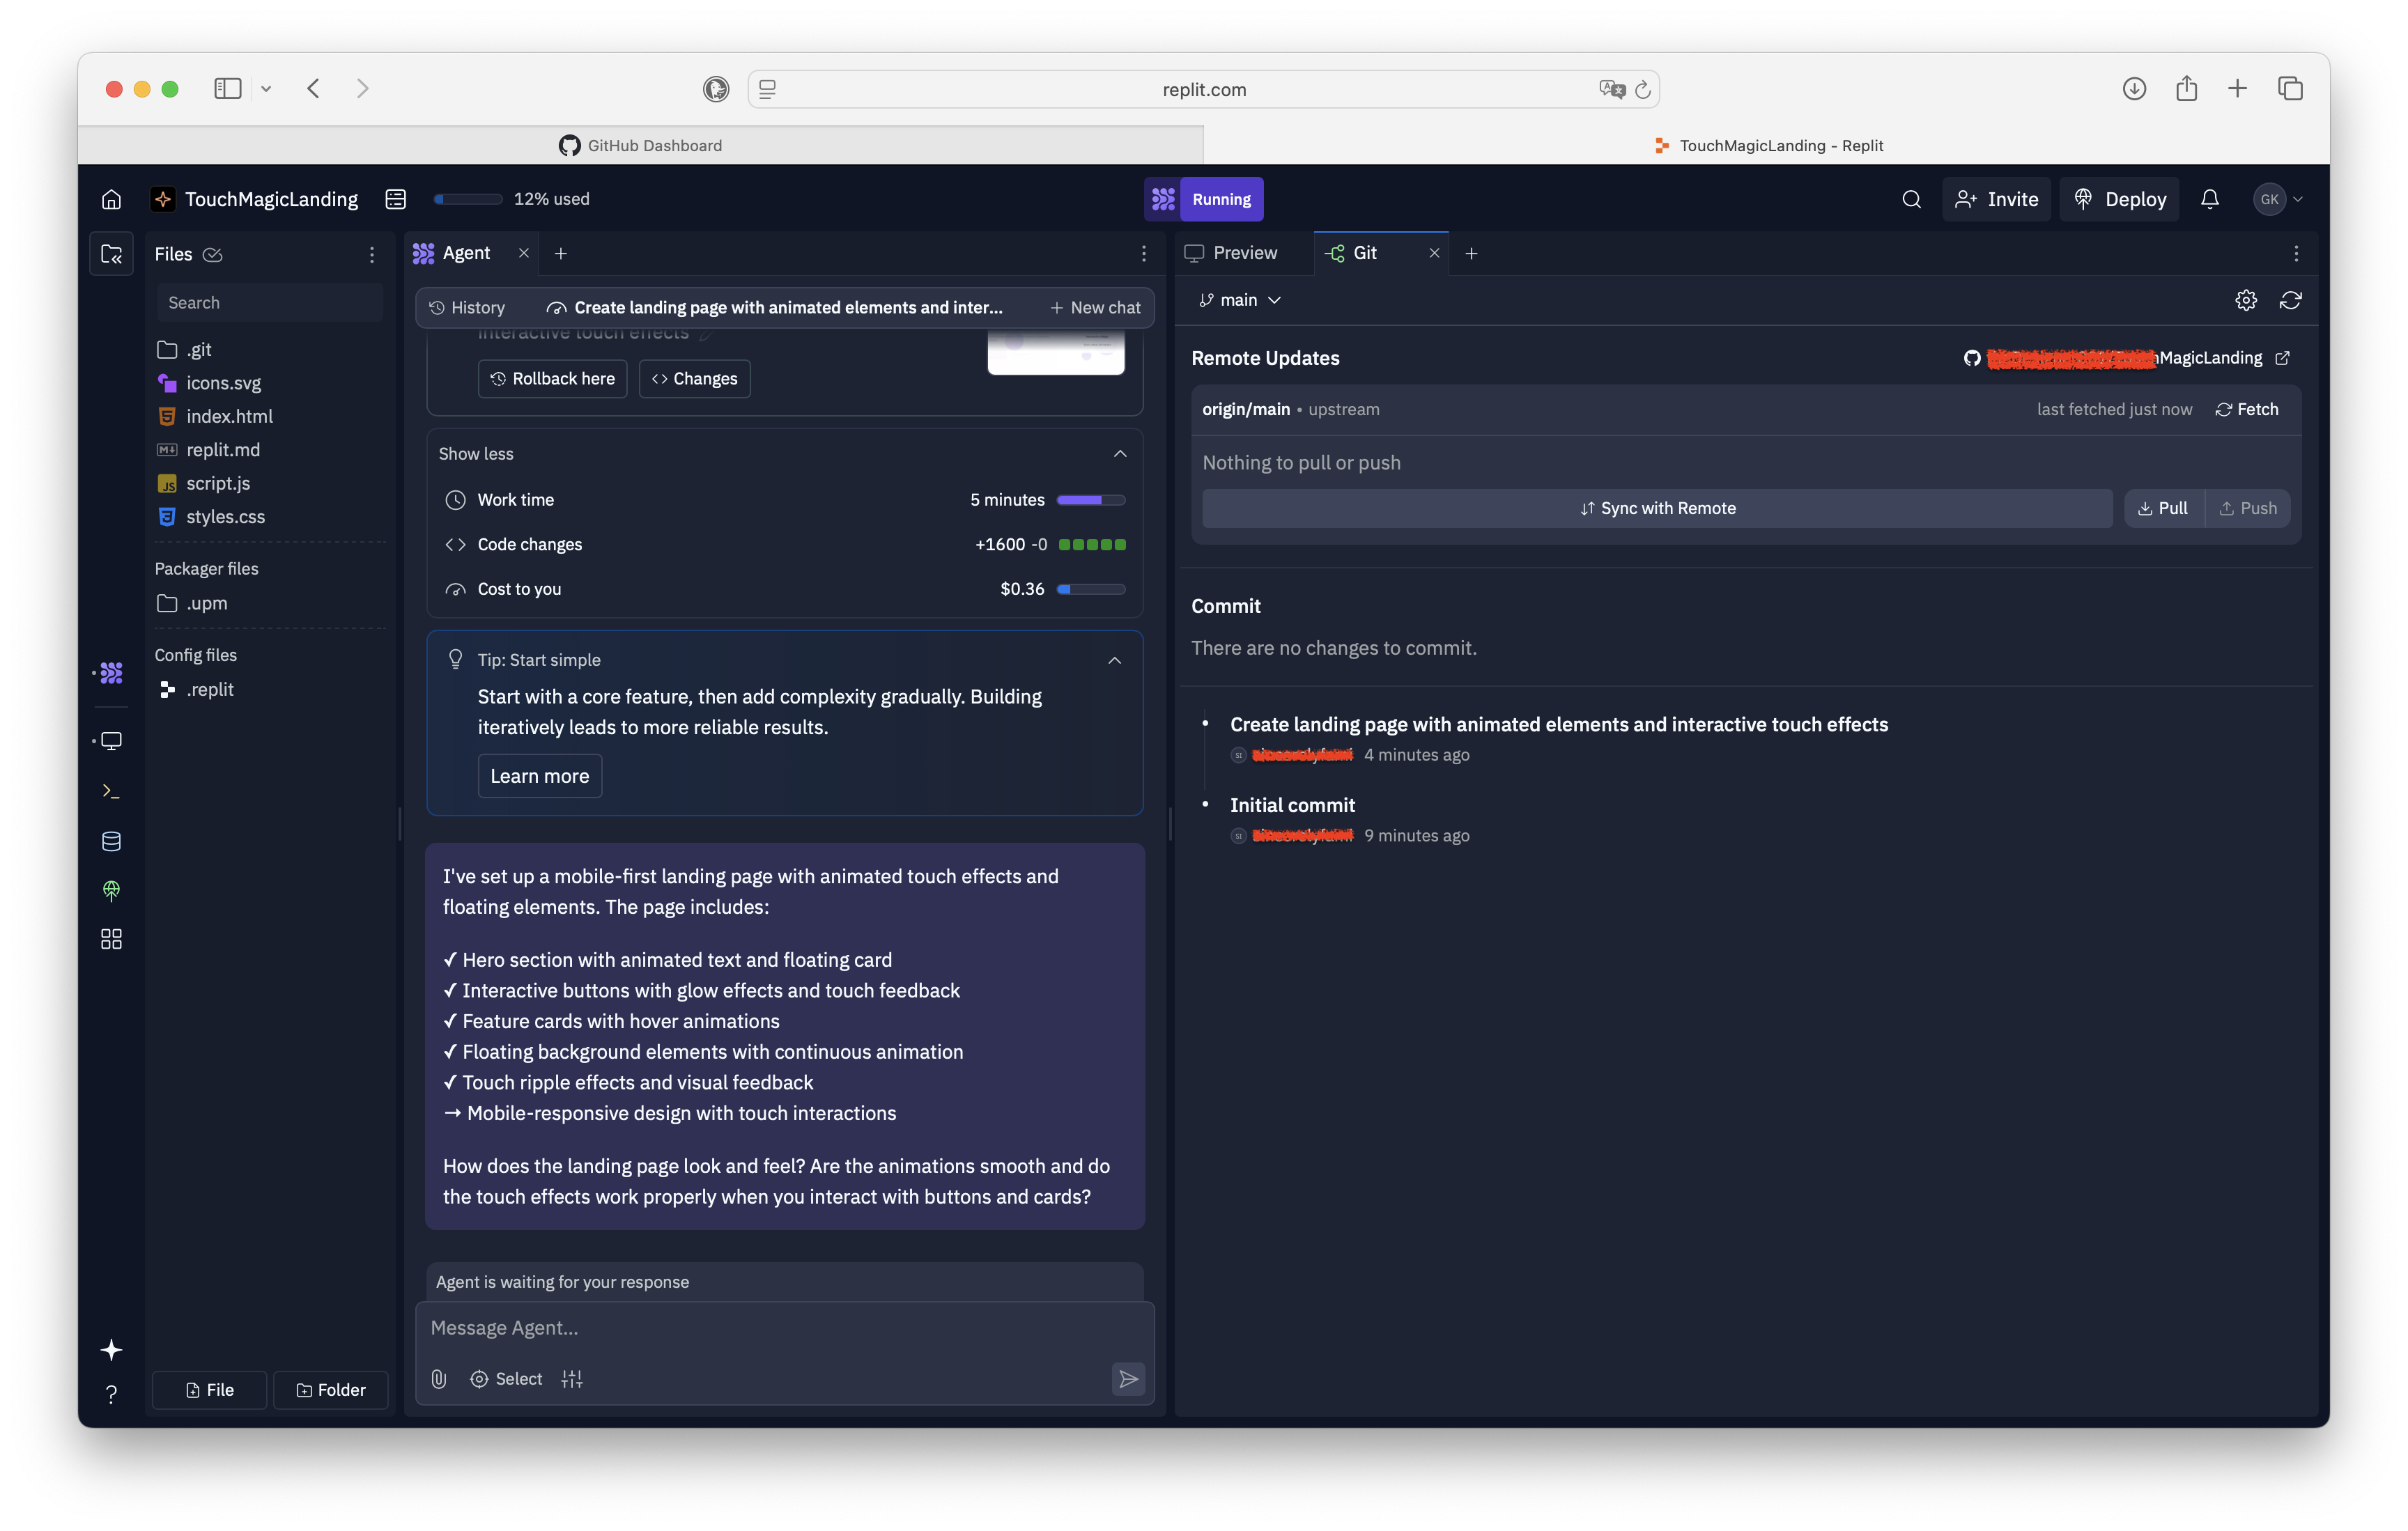 replit.com
GitHub Dashboard
TouchMagicLanding - Replit
TouchMagicLanding
12% used
Running
Invite
Deploy
GK
Files
Search
.git
icons.svg
index.html
replit.md
script.js
styles.css
Packager files
.upm
Config files
.replit
File
Folder
Agent
History
Create landing page with animated elements and inter...
New chat
interactive touch effects
Rollback here
Changes
Show less
Work time
5 minutes
Code changes
+1600 -0
Cost to you
$0.36
Tip: Start simple
Start with a core feature, then add complexity gradually. Building
iteratively leads to more reliable results.
Learn more
I've set up a mobile-first landing page with animated touch effects and
floating elements. The page includes:
✓ Hero section with animated text and floating card
✓ Interactive buttons with glow effects and touch feedback
✓ Feature cards with hover animations
✓ Floating background elements with continuous animation
✓ Touch ripple effects and visual feedback
→ Mobile-responsive design with touch interactions
How does the landing page look and feel? Are the animations smooth and do
the touch effects work properly when you interact with buttons and cards?
Agent is waiting for your response
Message Agent...
Select
Preview
Git
main
Remote Updates
MagicLanding
origin/main • upstream
last fetched just now
Fetch
Nothing to pull or push
Sync with Remote
Pull
Push
Commit
There are no changes to commit.
Create landing page with animated elements and interactive touch effects
SI
4 minutes ago
Initial commit
SI
9 minutes ago